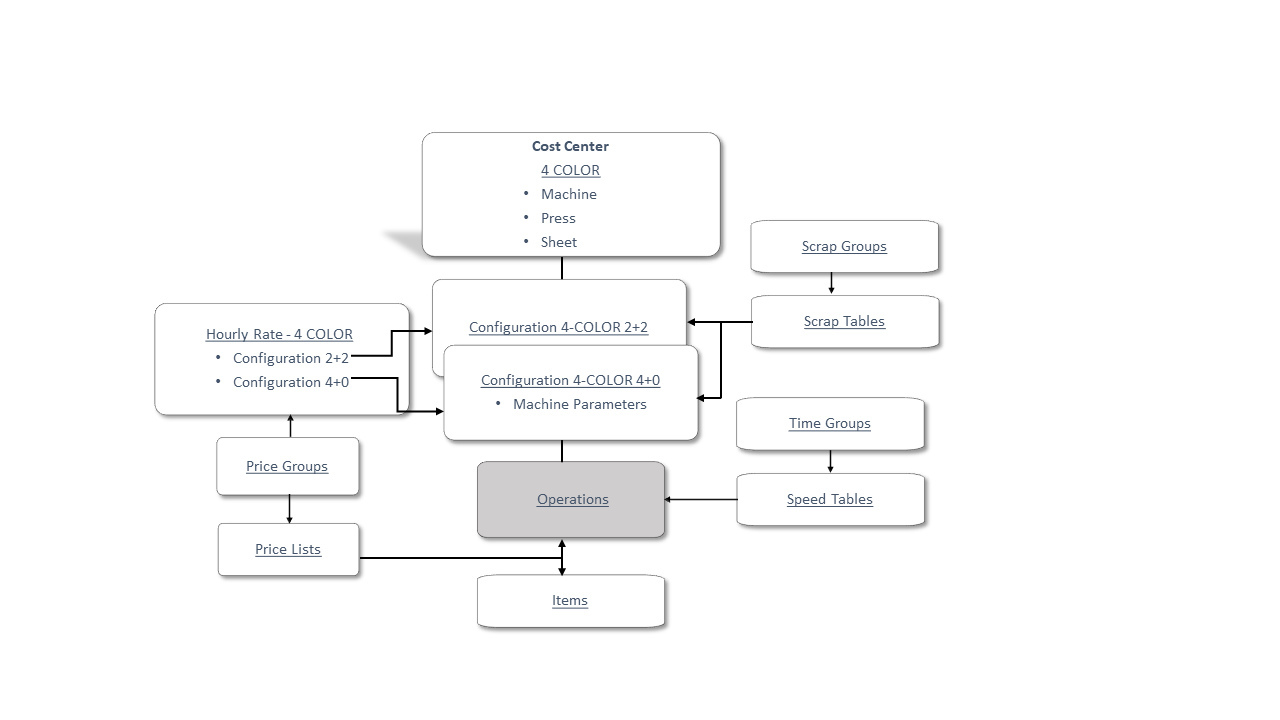 Cost Center
4 COLOR
• Machine
• Press
• Sheet
Scrap Groups
Scrap Tables
Hourly Rate - 4 COLOR
• Configuration 2+2
• Configuration 4+0
Configuration 4-COLOR 2+2
Configuration 4-COLOR 4+0
• Machine Parameters
Time Groups
Speed Tables
Price Groups
Price Lists
Operations
Items